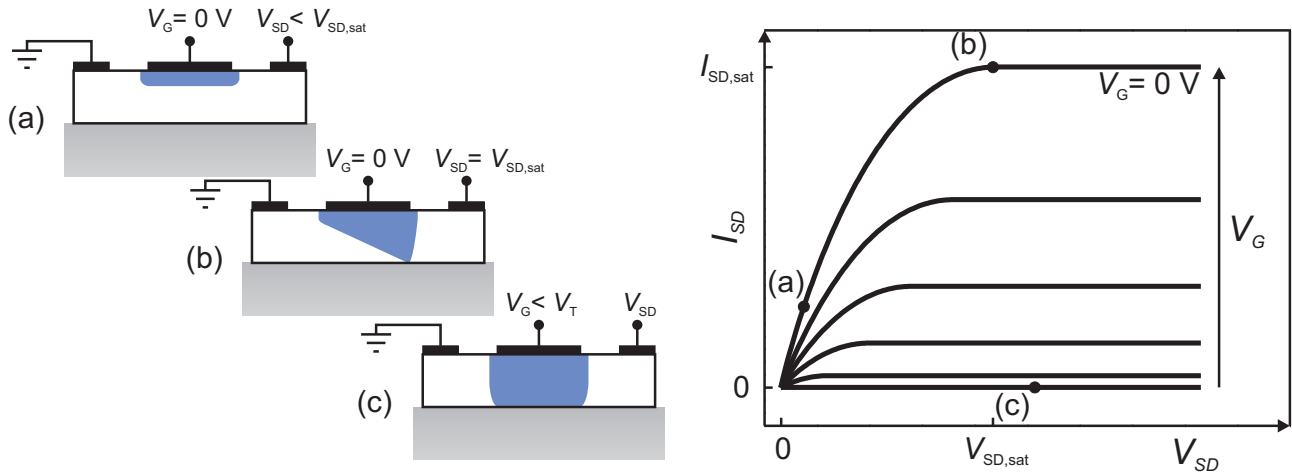 V_G= 0 V V_SD< V_SD,sat
(a)
V_G= 0 V V_SD= V_SD,sat
(b)
V_G< V_T V_SD
(c)
I_SD,sat
(b)
V_G= 0 V
I_SD
V_G
(a)
0
(c)
0 V_SD,sat V_SD